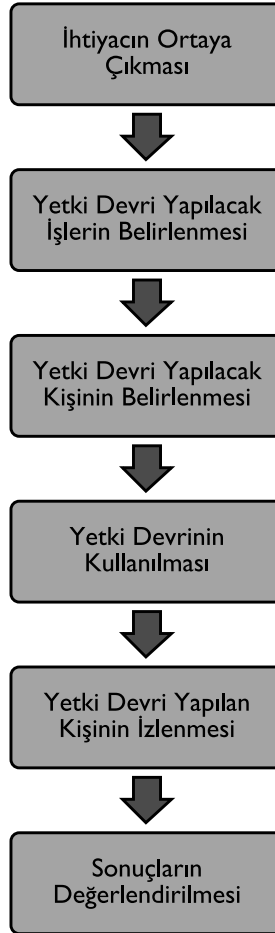 İhtiyacın Ortaya
Çıkması
Yetki Devri Yapılacak
İşlerin Belirlenmesi
Yetki Devri Yapılacak
Kişinin Belirlenmesi
Yetki Devrinin
Kullanılması
Yetki Devri Yapılan
Kişinin İzlenmesi
Sonuçların
Değerlendirilmesi